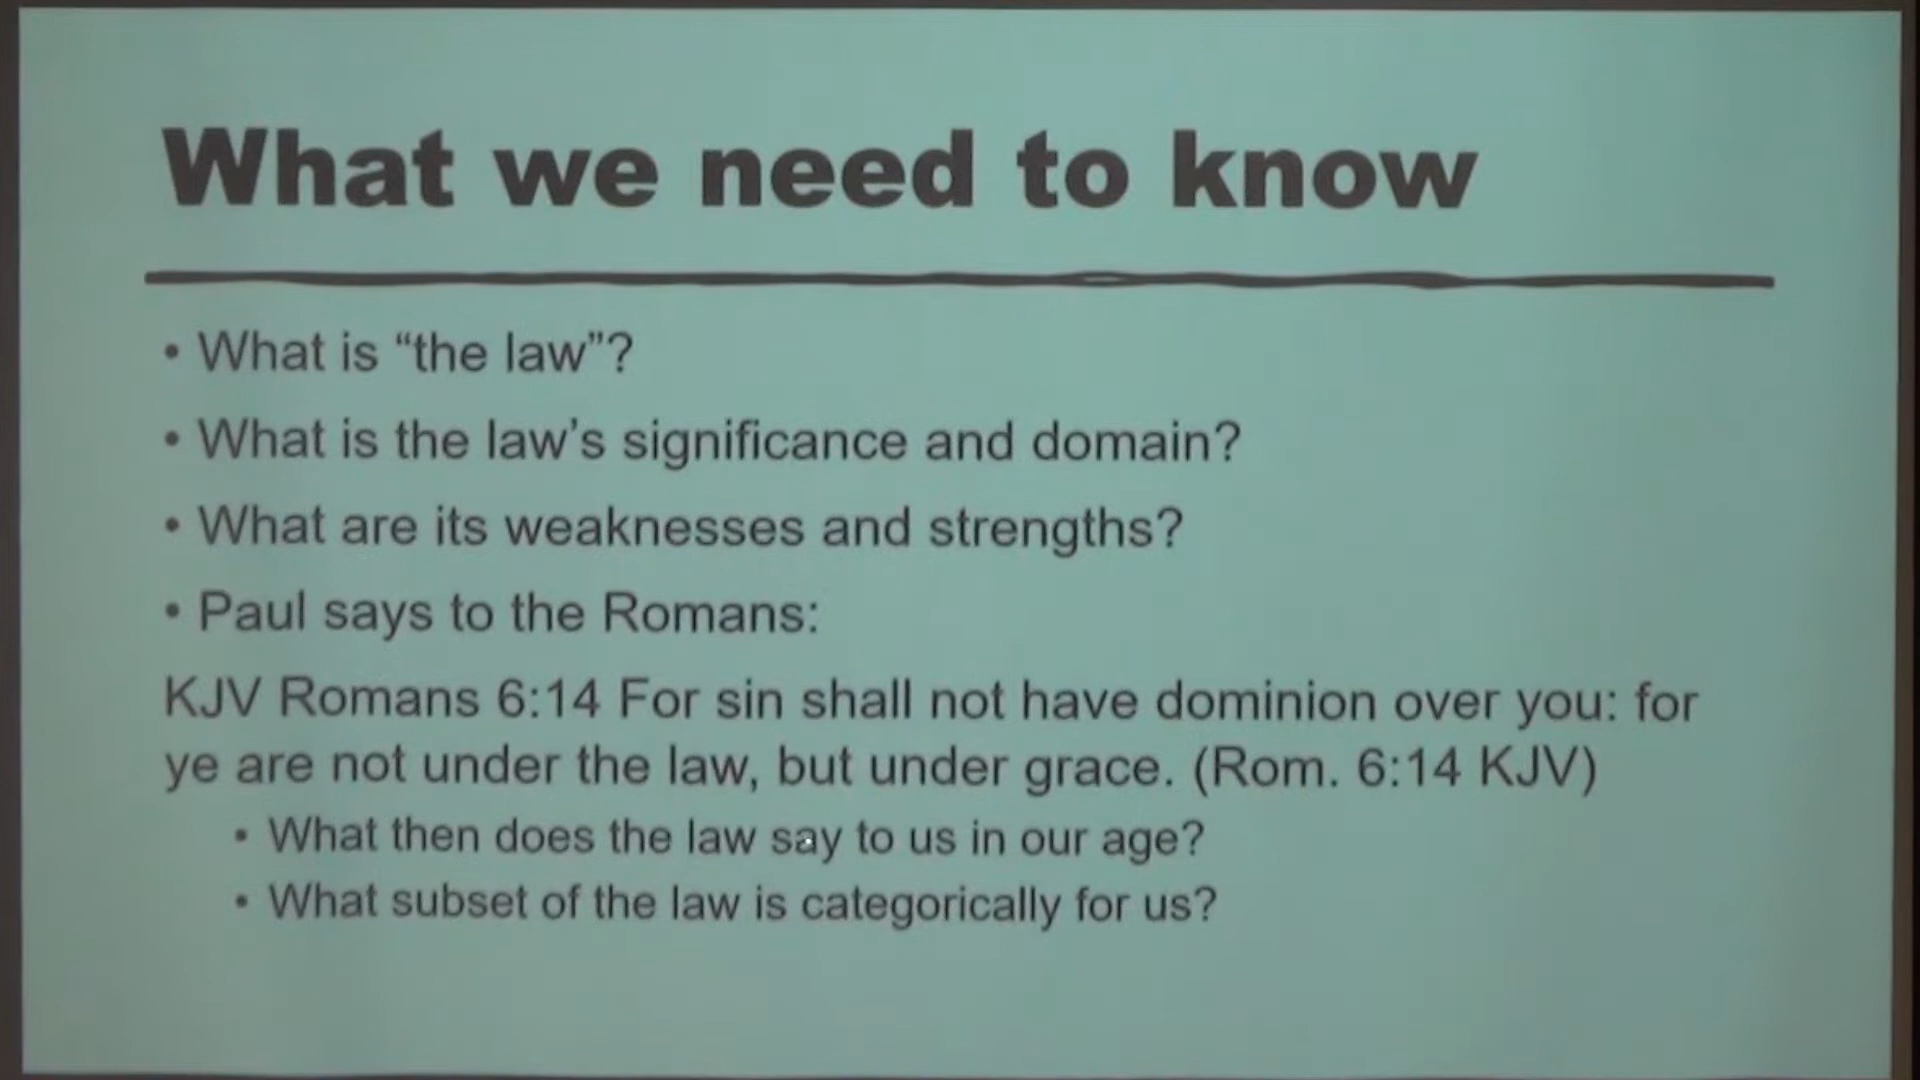 What we need to know
• What is “the law”?
• What is the law’s significance and domain?
• What are its weaknesses and strengths?
• Paul says to the Romans:
KJV Romans 6:14 For sin shall not have dominion over you: for
ye are not under the law, but under grace. (Rom. 6:14 KJV)
• What then does the law say to us in our age?
• What subset of the law is categorically for us?